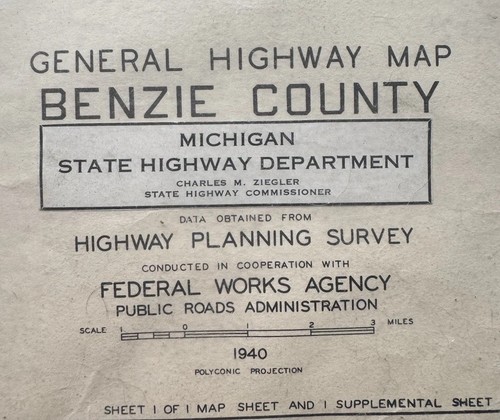 GENERAL HIGHWAY MAP
BENZIE COUNTY
MICHIGAN
STATE HIGHWAY DEPARTMENT
CHARLES M. ZIEGLER
STATE HIGHWAY COMMISSIONER
DATA OBTAINED FROM
HIGHWAY PLANNING SURVEY
CONDUCTED IN COOPERATION WITH
FEDERAL WORKS AGENCY
PUBLIC ROADS ADMINISTRATION
SCALE 1 0 1 2 3 MILES
1940
POLYCONIC PROJECTION
SHEET 1 OF 1 MAP SHEET AND 1 SUPPLEMENTAL SHEET